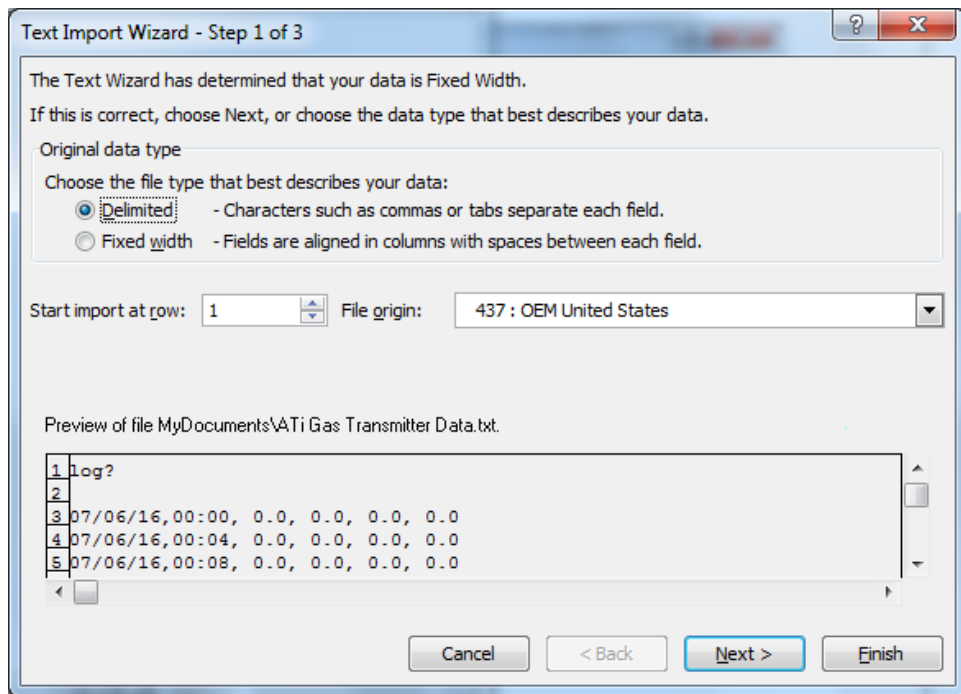 Text Import Wizard - Step 1 of 3
The Text Wizard has determined that your data is Fixed Width.
If this is correct, choose Next, or choose the data type that best describes your data.
Original data type
Choose the file type that best describes your data:
Delimited - Characters such as commas or tabs separate each field.
Fixed width - Fields are aligned in columns with spaces between each field.
Start import at row: 1 File origin: 437 : OEM United States
Preview of file MyDocuments\ATi Gas Transmitter Data.txt.
1 log?
2
3 07/06/16,00:00, 0.0, 0.0, 0.0, 0.0
4 07/06/16,00:04, 0.0, 0.0, 0.0, 0.0
5 07/06/16,00:08, 0.0, 0.0, 0.0, 0.0
Cancel < Back Next > Finish